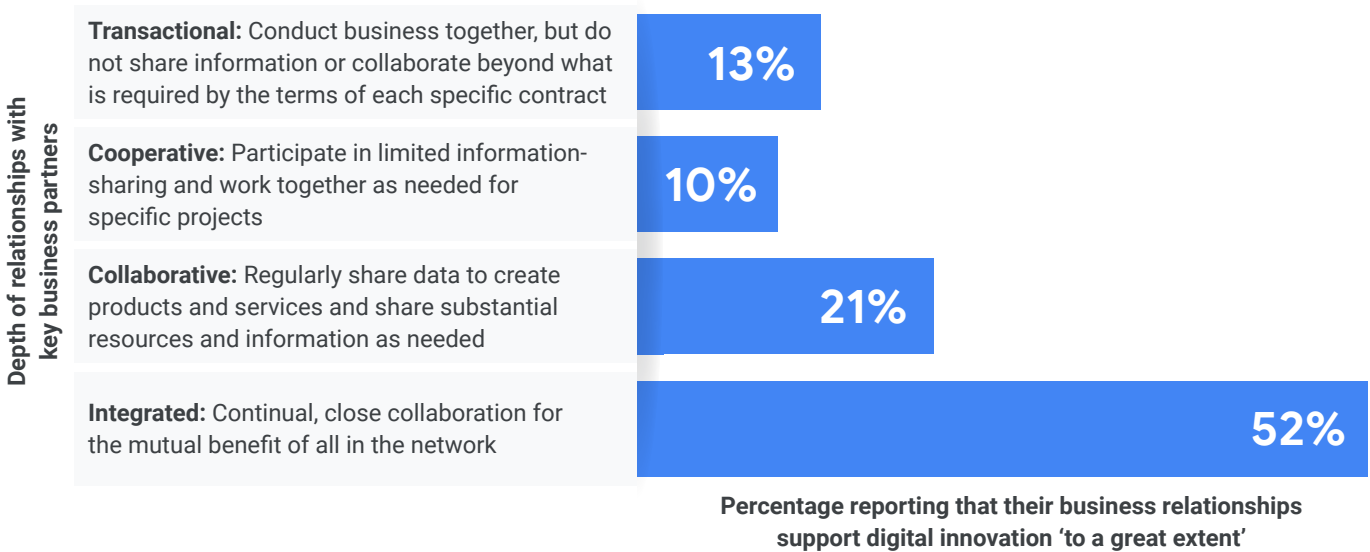 Depth of relationships with
key business partners
Transactional: Conduct business together, but do
not share information or collaborate beyond what
is required by the terms of each specific contract
13%
Cooperative: Participate in limited information-
sharing and work together as needed for
specific projects
10%
Collaborative: Regularly share data to create
products and services and share substantial
resources and information as needed
21%
Integrated: Continual, close collaboration for
the mutual benefit of all in the network
52%
Percentage reporting that their business relationships
support digital innovation ‘to a great extent’